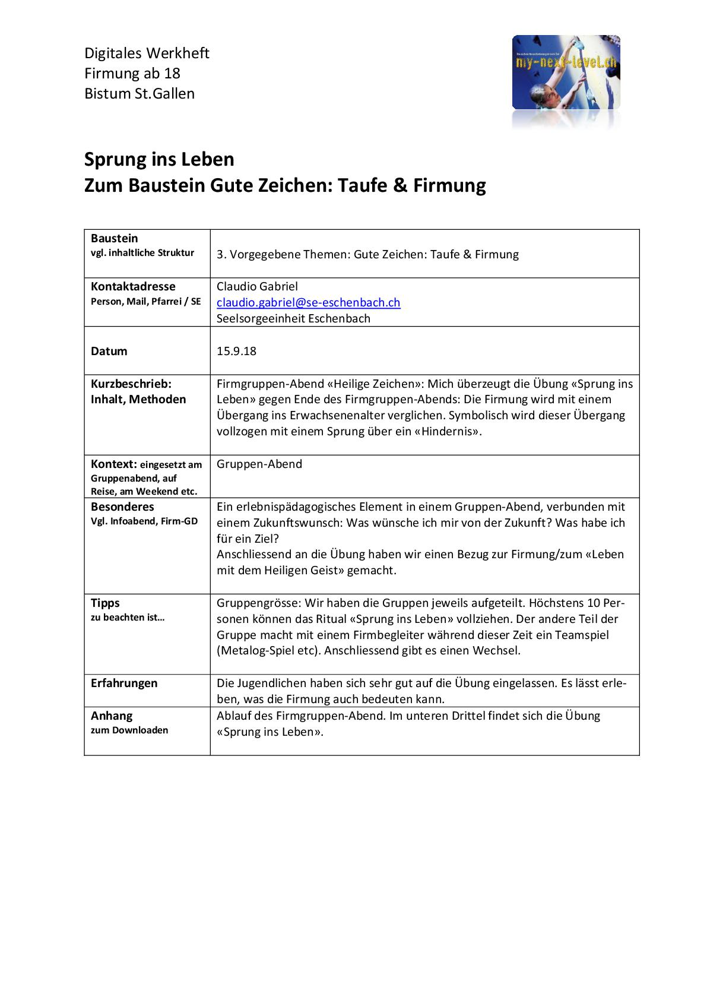 Digitales Werkheft
Firmung ab 18
Bistum St.Gallen
Die nächste Herausforderung ist mein Ziel
my-next-level.ch
Sprung ins Leben
Zum Baustein Gute Zeichen: Taufe & Firmung
Baustein
vgl. inhaltliche Struktur
3. Vorgegebene Themen: Gute Zeichen: Taufe & Firmung
Kontaktadresse
Person, Mail, Pfarrei / SE
Claudio Gabriel
claudio.gabriel@se-eschenbach.ch
Seelsorgeeinheit Eschenbach
Datum
15.9.18
Kurzbeschrieb:
Inhalt, Methoden
Firmgruppen-Abend «Heilige Zeichen»: Mich überzeugt die Übung «Sprung ins
Leben» gegen Ende des Firmgruppen-Abends: Die Firmung wird mit einem
Übergang ins Erwachsenenalter verglichen. Symbolisch wird dieser Übergang
vollzogen mit einem Sprung über ein «Hindernis».
Kontext: eingesetzt am
Gruppenabend, auf
Reise, am Weekend etc.
Gruppen-Abend
Besonderes
Vgl. Infoabend, Firm-GD
Ein erlebnispädagogisches Element in einem Gruppen-Abend, verbunden mit
einem Zukunftswunsch: Was wünsche ich mir von der Zukunft? Was habe ich
für ein Ziel?
Anschliessend an die Übung haben wir einen Bezug zur Firmung/zum «Leben
mit dem Heiligen Geist» gemacht.
Tipps
zu beachten ist…
Gruppengrösse: Wir haben die Gruppen jeweils aufgeteilt. Höchstens 10 Per-
sonen können das Ritual «Sprung ins Leben» vollziehen. Der andere Teil der
Gruppe macht mit einem Firmbegleiter während dieser Zeit ein Teamspiel
(Metalog-Spiel etc). Anschliessend gibt es einen Wechsel.
Erfahrungen
Die Jugendlichen haben sich sehr gut auf die Übung eingelassen. Es lässt erle-
ben, was die Firmung auch bedeuten kann.
Anhang
zum Downloaden
Ablauf des Firmgruppen-Abend. Im unteren Drittel findet sich die Übung
«Sprung ins Leben».